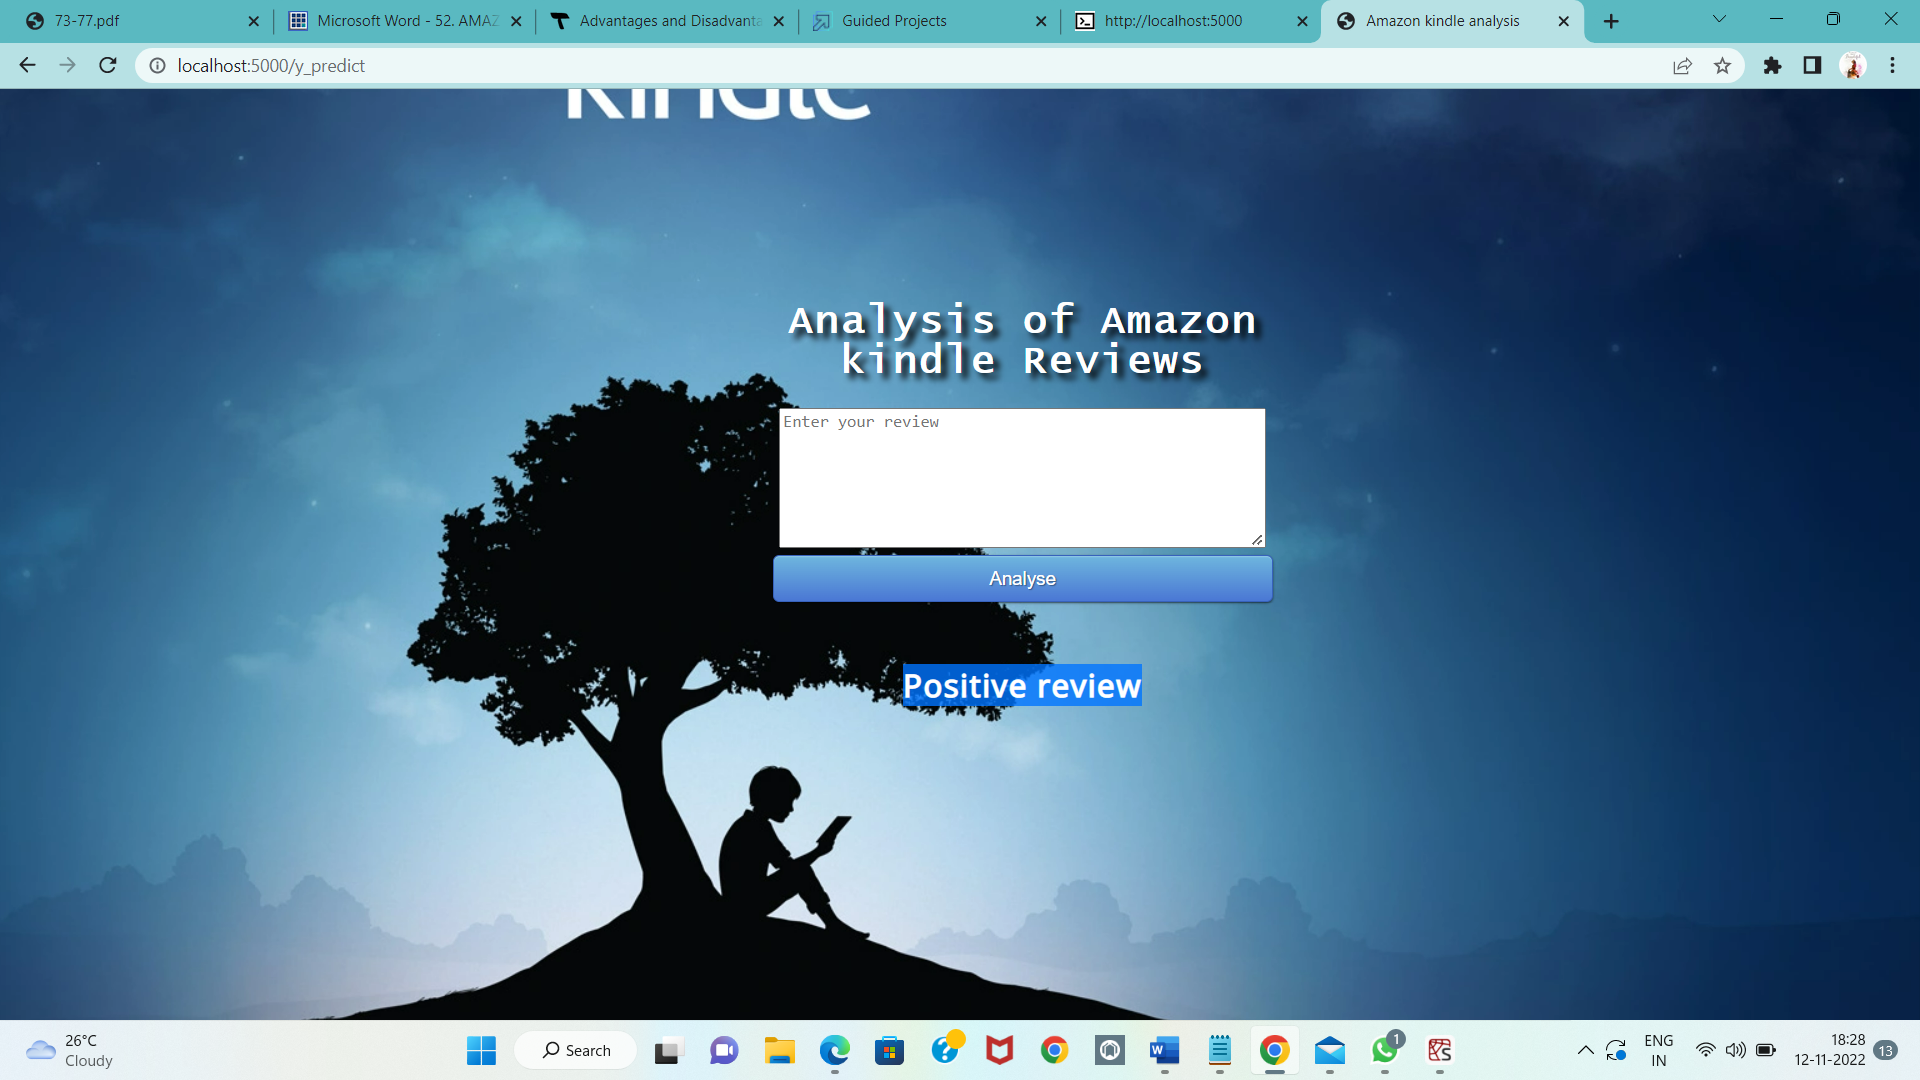 73-77.pdf
Microsoft Word - 52. AMAZ
Advantages and Disadvanta
Guided Projects
http://localhost:5000
Amazon kindle analysis
localhost:5000/y_predict
kindle
Analysis of Amazon
kindle Reviews
Enter your review
Analyse
Positive review
26°C
Cloudy
Search
1
ENG
IN
18:28
12-11-2022
13